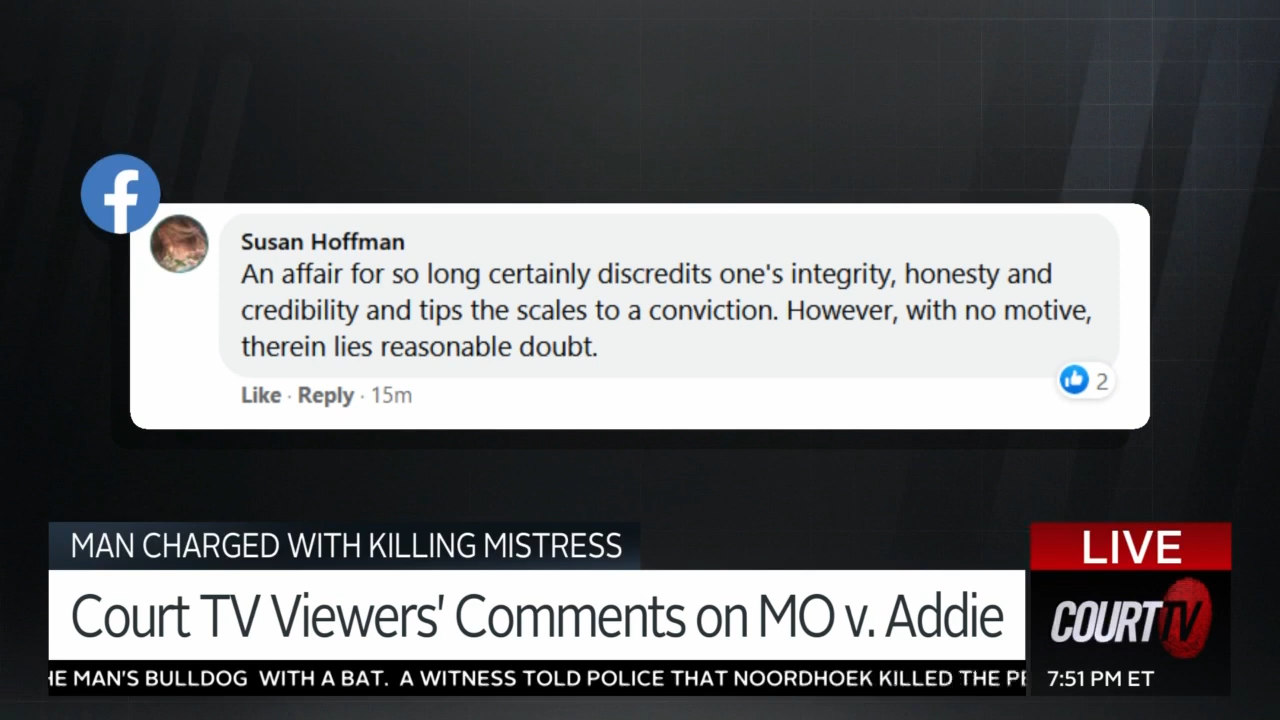 f
Susan Hoffman
An affair for so long certainly discredits one's integrity, honesty and
credibility and tips the scales to a conviction. However, with no motive,
therein lies reasonable doubt.
Like · Reply · 15m
2
MAN CHARGED WITH KILLING MISTRESS
LIVE
Court TV Viewers' Comments on MO v. Addie
COURT TV
MAN'S BULLDOG WITH A BAT. A WITNESS TOLD POLICE THAT NOORDHOEK KILLED THE
7:51 PM ET